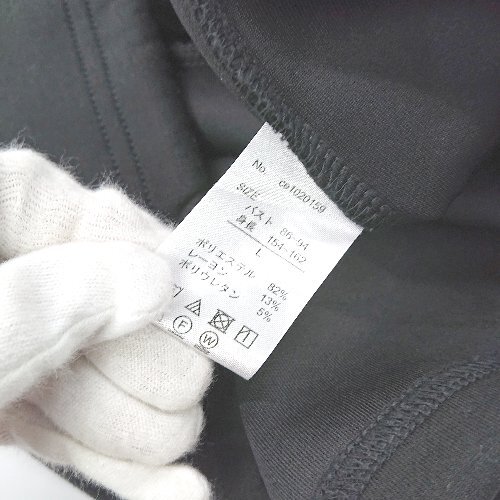 No. ce1020159
SIZE
バスト 86-94
身長 154-162
L
ポリエステル 82%
レーヨン 13%
ポリウレタン 5%
F W